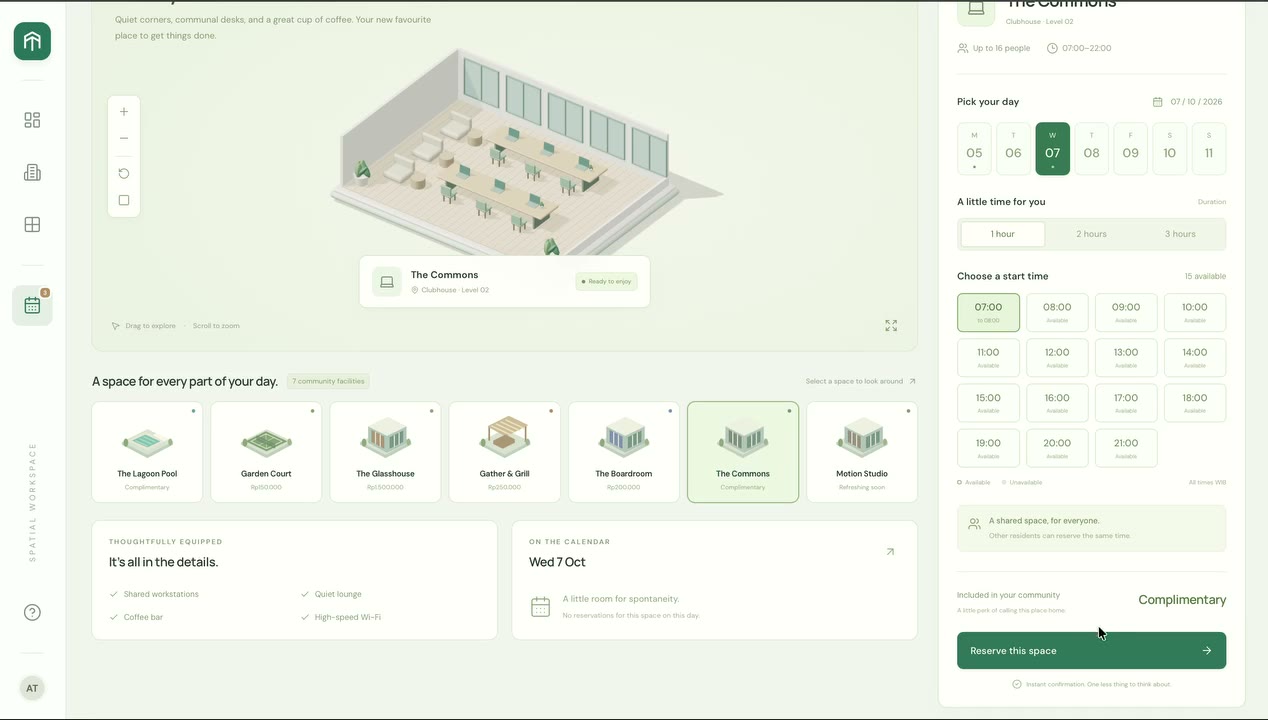 Quiet corners, communal desks, and a great cup of coffee. Your new favourite
place to get things done.
The Commons
Clubhouse · Level 02
Ready to enjoy
Drag to explore · Scroll to zoom
3
SPATIAL WORKSPACE
AT
A space for every part of your day.
7 community facilities
Select a space to look around
The Lagoon Pool
Complimentary
Garden Court
Rp150.000
The Glasshouse
Rp1.500.000
Gather & Grill
Rp350.000
The Boardroom
Rp200.000
The Commons
Complimentary
Motion Studio
Refreshing soon
THOUGHTFULLY EQUIPPED
It's all in the details.
Shared workstations
Quiet lounge
Coffee bar
High-speed Wi-Fi
ON THE CALENDAR
Wed 7 Oct
A little room for spontaneity.
No reservations for this space on this day.
The Commons
Clubhouse · Level 02
Up to 16 people
07:00–22:00
Pick your day
07 / 10 / 2026
M T W T F S S
05 06 07 08 09 10 11
A little time for you
Duration
1 hour
2 hours
3 hours
Choose a start time
15 available
07:00
to 08:00
08:00
Available
09:00
Available
10:00
Available
11:00
Available
12:00
Available
13:00
Available
14:00
Available
15:00
Available
16:00
Available
17:00
Available
18:00
Available
19:00
Available
20:00
Available
21:00
Available
Available
Unavailable
All times WIB
A shared space, for everyone.
Other residents can reserve the same time.
Included in your community
A little perk of calling this place home.
Complimentary
Reserve this space
Instant confirmation. One less thing to think about.